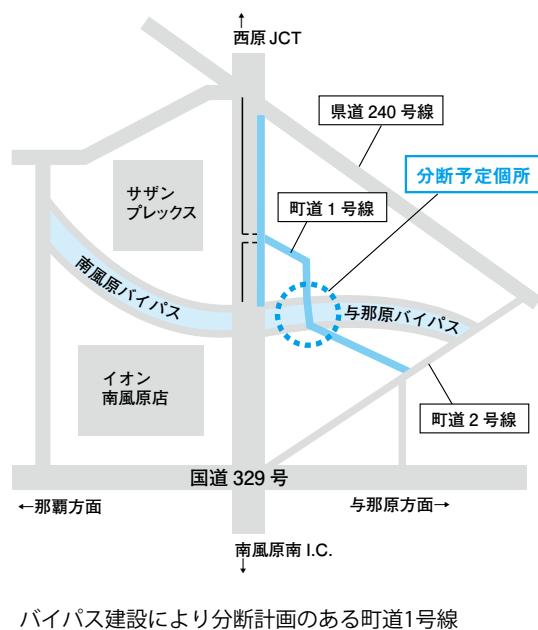 ↑
西原 JCT
県道 240 号線
分断予定個所
サザン
プレックス
町道 1 号線
南風原バイパス
与那原バイパス
イオン
南風原店
町道 2 号線
国道 329 号
←那覇方面
与那原方面→
南風原南 I.C.
↓
バイパス建設により分断計画のある町道1号線